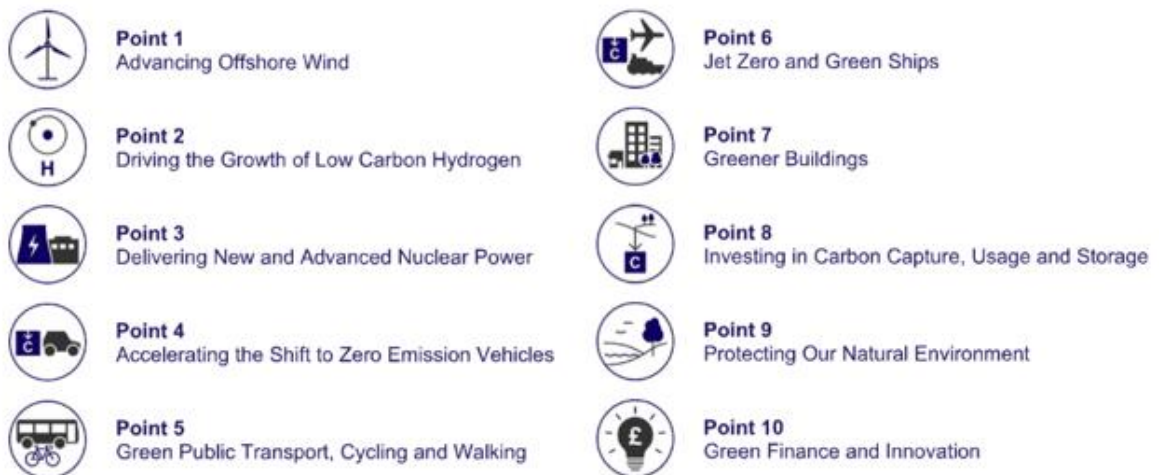 Point 1
Advancing Offshore Wind
H
Point 2
Driving the Growth of Low Carbon Hydrogen
Point 3
Delivering New and Advanced Nuclear Power
C
Point 4
Accelerating the Shift to Zero Emission Vehicles
Point 5
Green Public Transport, Cycling and Walking
C
Point 6
Jet Zero and Green Ships
Point 7
Greener Buildings
C
Point 8
Investing in Carbon Capture, Usage and Storage
Point 9
Protecting Our Natural Environment
£
Point 10
Green Finance and Innovation